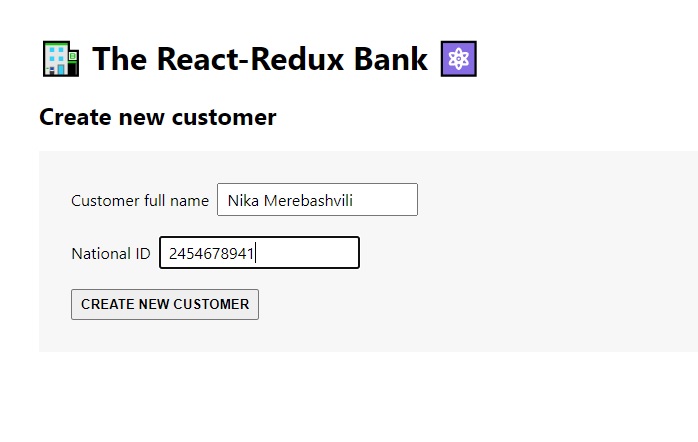 The React-Redux Bank
Create new customer
Customer full name Nika Merebashvili
National ID 2454678941
CREATE NEW CUSTOMER